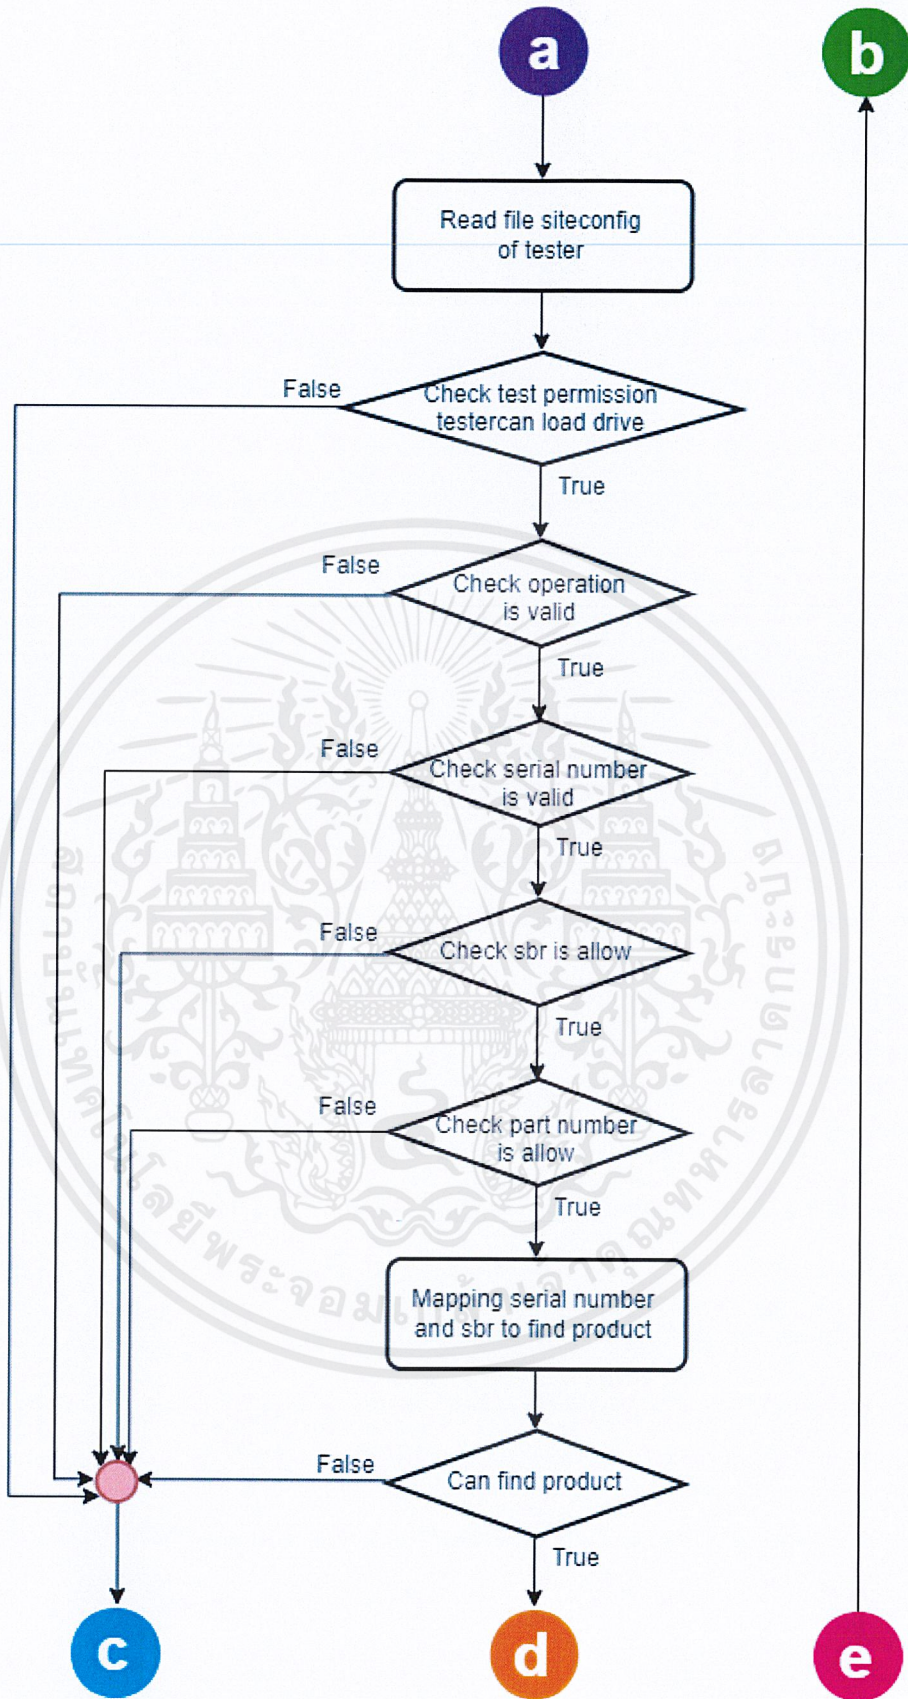 a
b
Read file siteconfig
of tester
False
Check test permission
testercan load drive
True
False
Check operation
is valid
True
False
Check serial number
is valid
True
False
Check sbr is allow
True
False
Check part number
is allow
True
Mapping serial number
and sbr to find product
False
Can find product
True
c
d
e